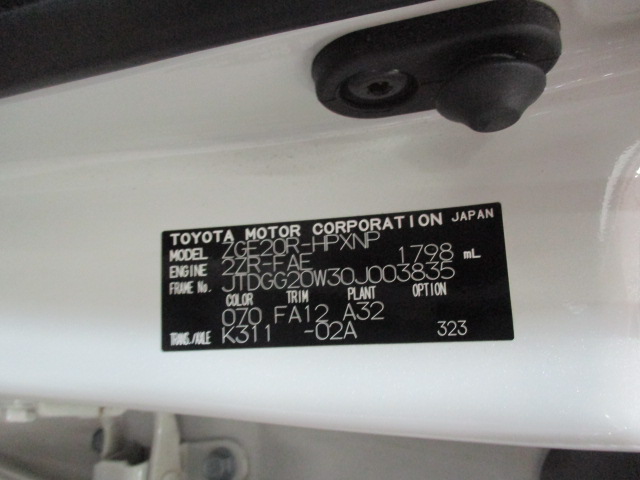 TOYOTA MOTOR CORPORATION JAPAN
MODEL ZGE20R-HPXNP
ENGINE 2ZR-FAE 1798 mL
FRAME No. JTDGG20W30J003835
COLOR TRIM PLANT OPTION
070 FA12 A32
TRANS./AXLE K311 -02A 323